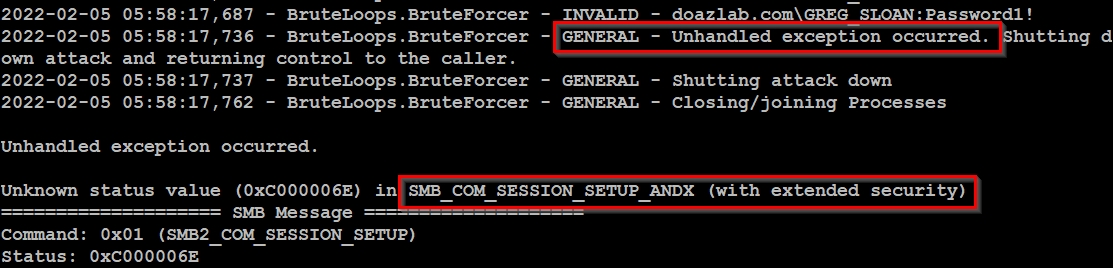 2022-02-05 05:58:17,687 - BruteLoops.BruteForcer - INVALID - doazlab.com\GREG_SLOAN:Password1!
2022-02-05 05:58:17,736 - BruteLoops.BruteForcer - GENERAL - Unhandled exception occurred. Shutting d
own attack and returning control to the caller.
2022-02-05 05:58:17,737 - BruteLoops.BruteForcer - GENERAL - Shutting attack down
2022-02-05 05:58:17,762 - BruteLoops.BruteForcer - GENERAL - Closing/joining Processes
Unhandled exception occurred.
Unknown status value (0xC000006E) in SMB_COM_SESSION_SETUP_ANDX (with extended security)
==================== SMB Message ====================
Command: 0x01 (SMB2_COM_SESSION_SETUP)
Status: 0xC000006E